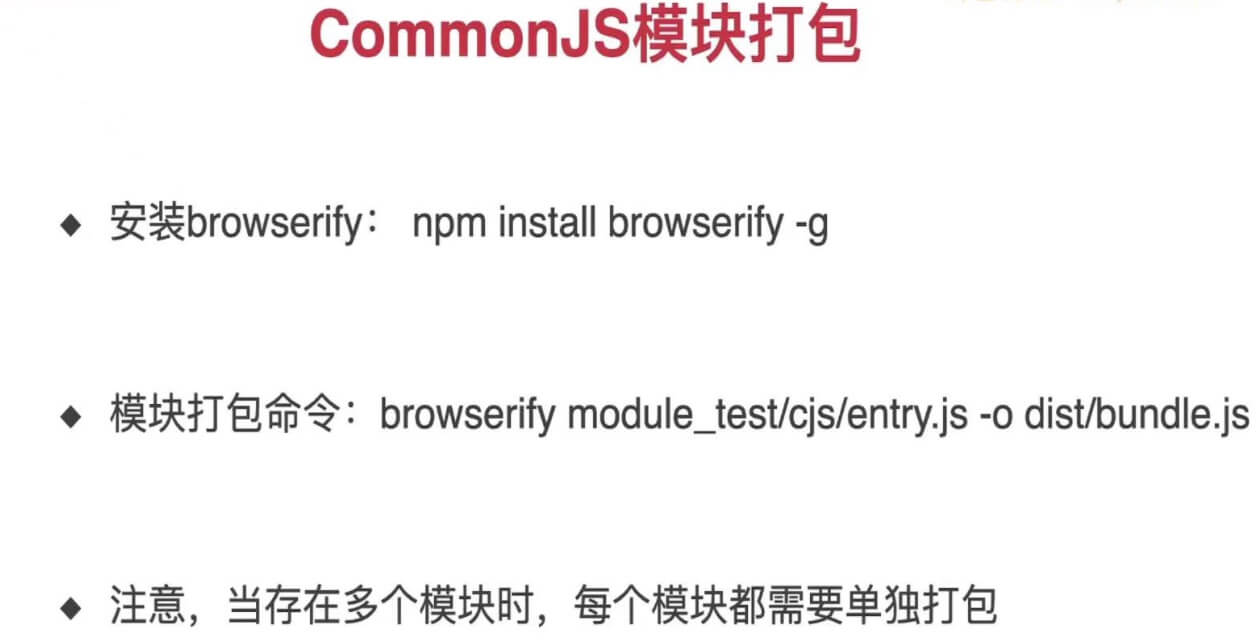 CommonJS模块打包
◆ 安装browserify： npm install browserify -g
◆ 模块打包命令：browserify module_test/cjs/entry.js -o dist/bundle.js
◆ 注意，当存在多个模块时，每个模块都需要单独打包